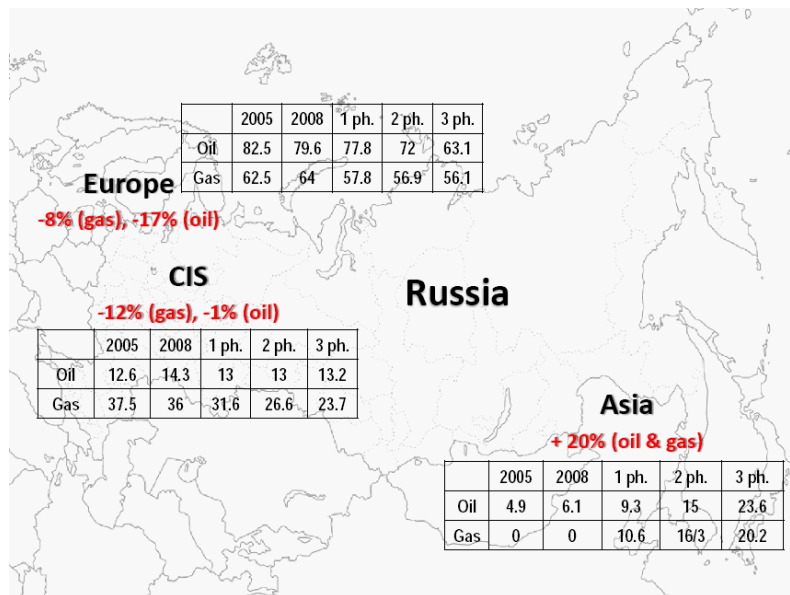 2005 2008 1 ph. 2 ph. 3 ph.
Oil 82.5 79.6 77.8 72 63.1
Gas 62.5 64 57.8 56.9 56.1
Europe
-8% (gas), -17% (oil)
CIS
-12% (gas), -1% (oil)
Russia
2005 2008 1 ph. 2 ph. 3 ph.
Oil 12.6 14.3 13 13 13.2
Gas 37.5 36 31.6 26.6 23.7
Asia
+ 20% (oil & gas)
2005 2008 1 ph. 2 ph. 3 ph.
Oil 4.9 6.1 9.3 15 23.6
Gas 0 0 10.6 16/3 20.2